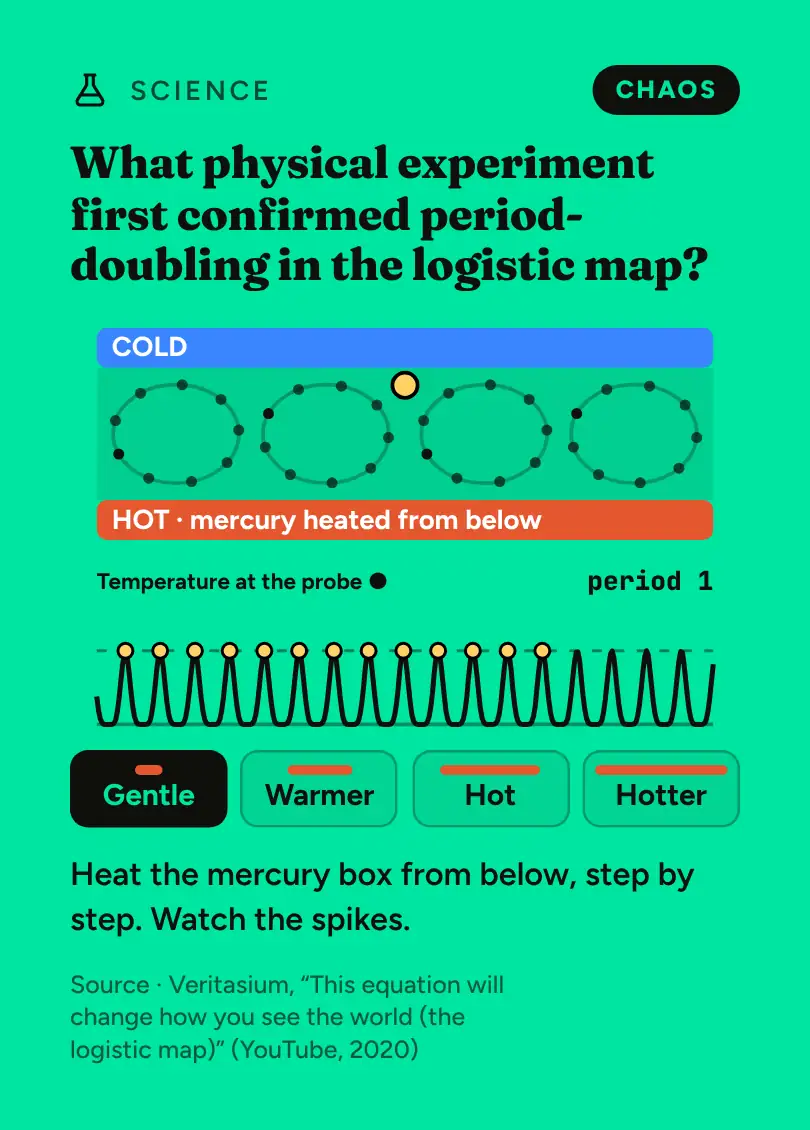 SCIENCE
CHAOS
What physical experiment
first confirmed period-
doubling in the logistic map?
COLD
HOT · mercury heated from below
Temperature at the probe
period 1
Gentle
Warmer
Hot
Hotter
Heat the mercury box from below, step by
step. Watch the spikes.
Source · Veritasium, “This equation will
change how you see the world (the
logistic map)” (YouTube, 2020)